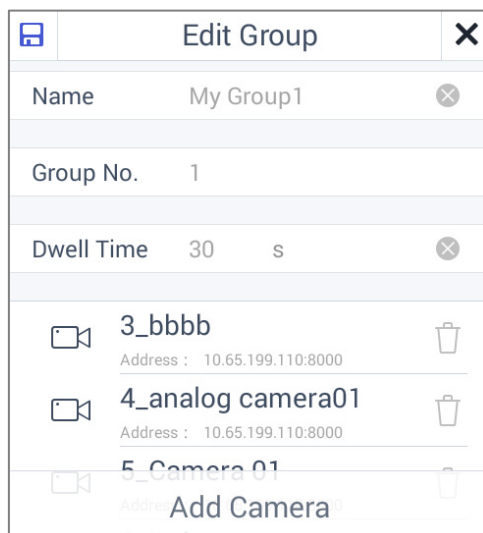 Edit Group
Name My Group1
Group No. 1
Dwell Time 30 s
3_bbbb
Address : 10.65.199.110:8000
4_analog camera01
Address : 10.65.199.110:8000
5_Camera 01
Add Camera